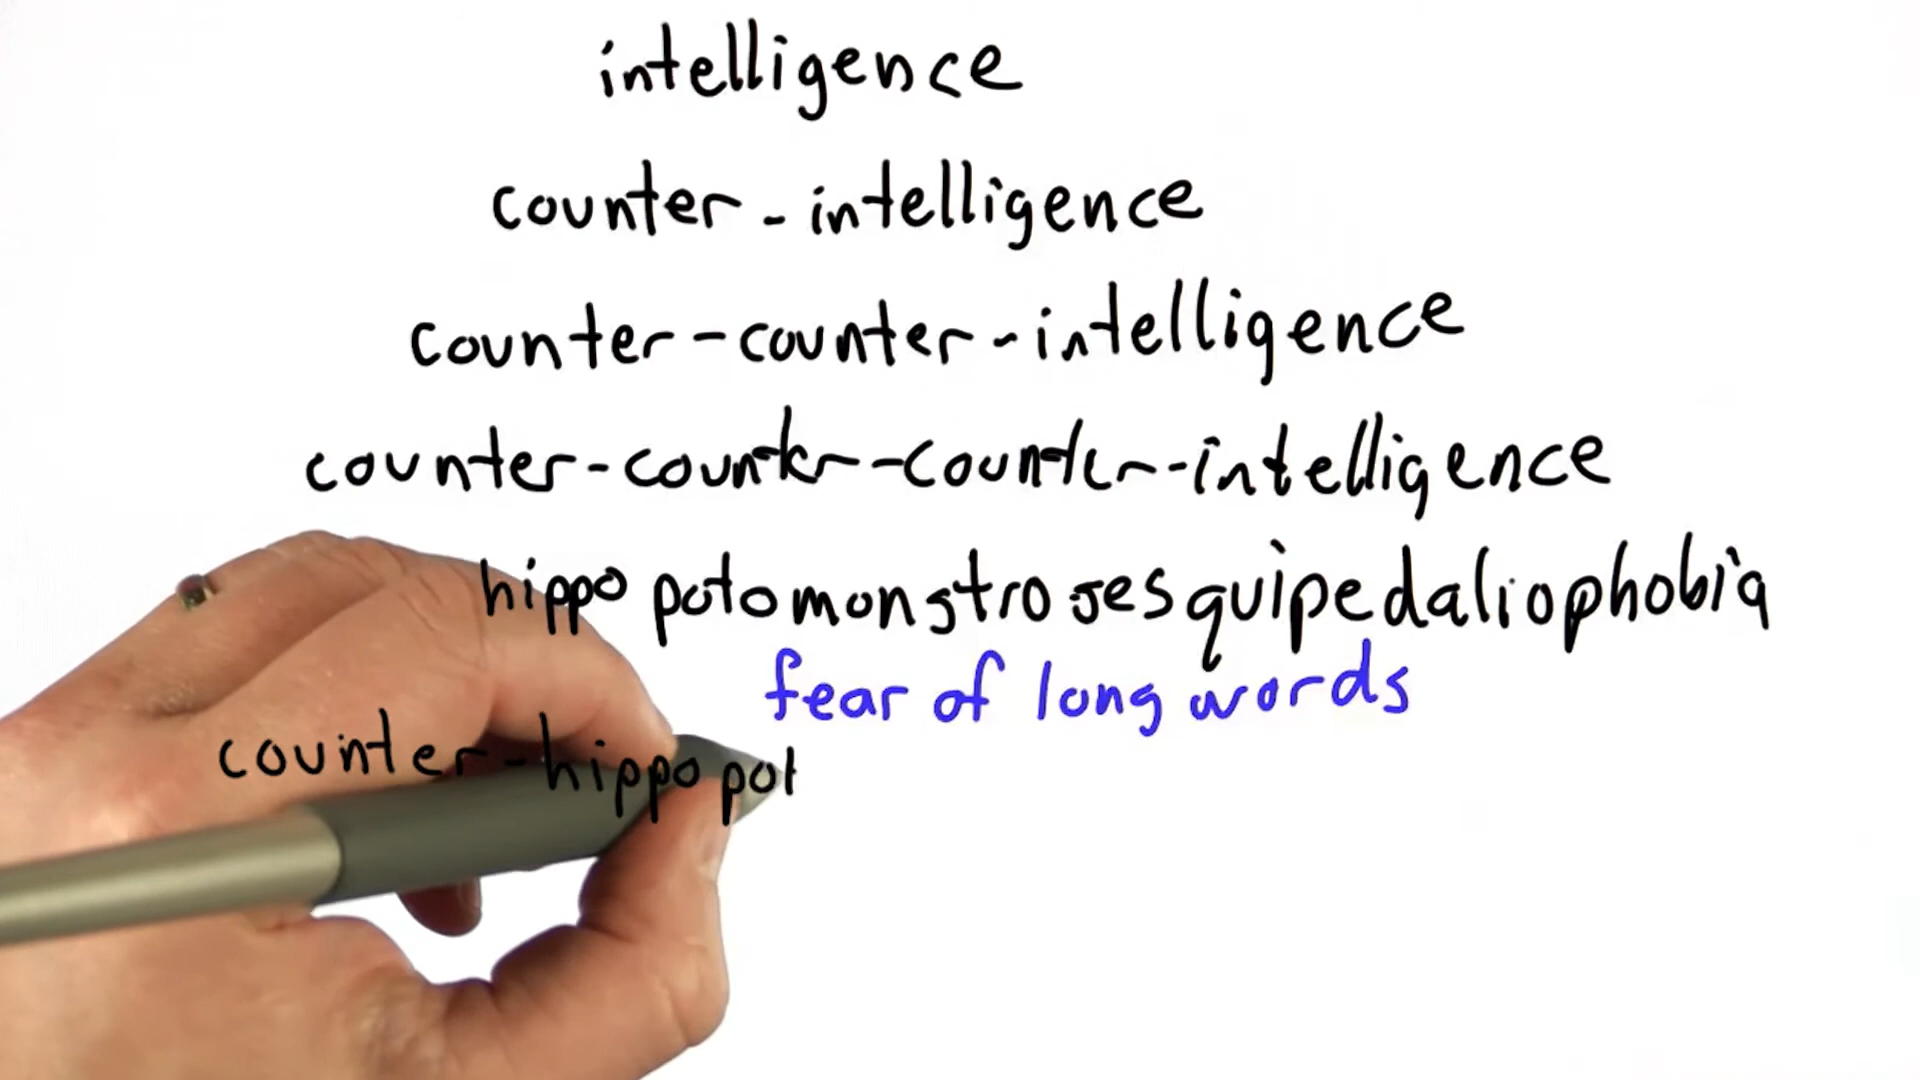 intelligence
counter-intelligence
counter-counter-intelligence
counter-counter-counter-intelligence
hippopotomonstrosesquipedaliophobia
fear of long words
counter-hippopot